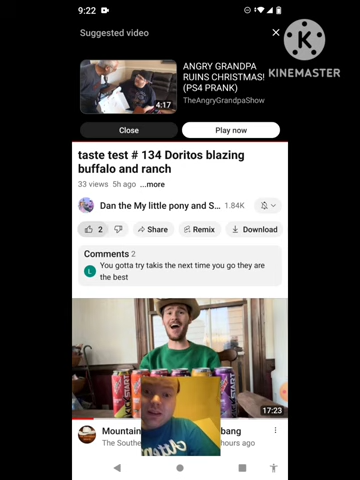 9:22
Suggested video
KINEMASTER
ANGRY GRANDPA
RUINS CHRISTMAS!
(PS4 PRANK)
TheAngryGrandpaShow
4:17
Close
Play now
taste test # 134 Doritos blazing
buffalo and ranch
33 views 5h ago ...more
Dan the My little pony and S... 1.84K
2 Share Remix Download
Comments 2
L You gotta try takis the next time you go they are
the best
17:23
Mountain bang
The Southe hours ago